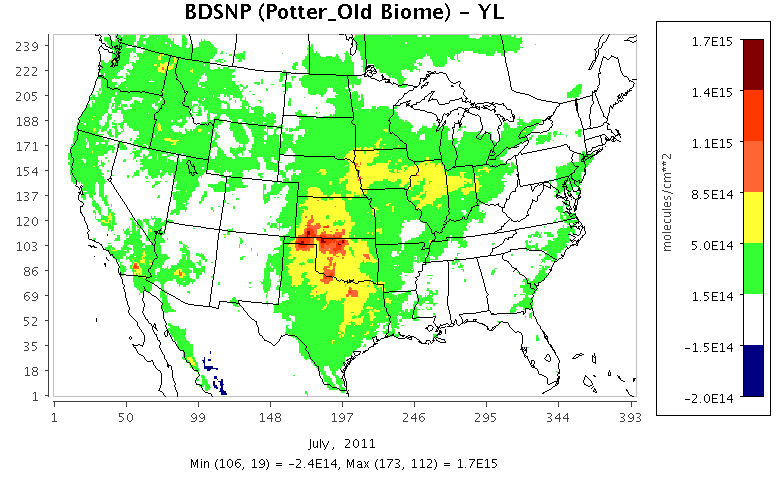 BDSNP (Potter_Old Biome) - YL
239
222
205
188
171
154
137
120
103
86
69
52
35
18
1
1 50 99 148 197 246 295 344 393
July, 2011
Min (106, 19) = -2.4E14, Max (173, 112) = 1.7E15
molecules/cm**2
1.7E15
1.4E15
1.1E15
8.5E14
5.0E14
1.5E14
-1.5E14
-2.0E14